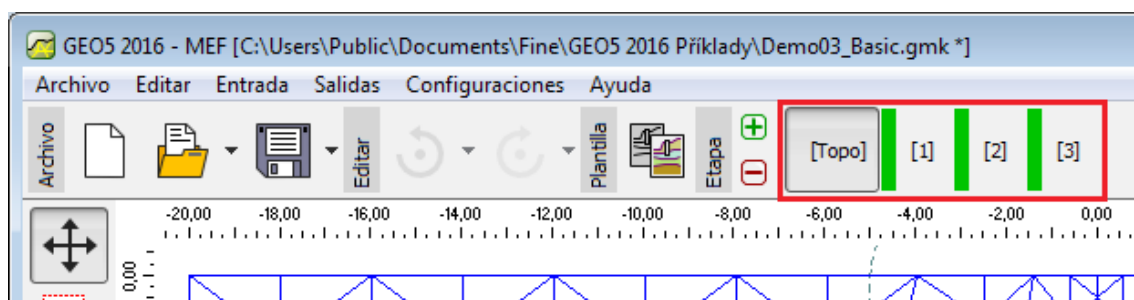 GEO5 2016 - MEF [C:\Users\Public\Documents\Fine\GEO5 2016 Příklady\Demo03_Basic.gmk *]
Archivo Editar Entrada Salidas Configuraciones Ayuda
Archivo Editar Plantilla Etapa [Topo] [1] [2] [3]
-20,00 -18,00 -16,00 -14,00 -12,00 -10,00 -8,00 -6,00 -4,00 -2,00 0,00
0,00